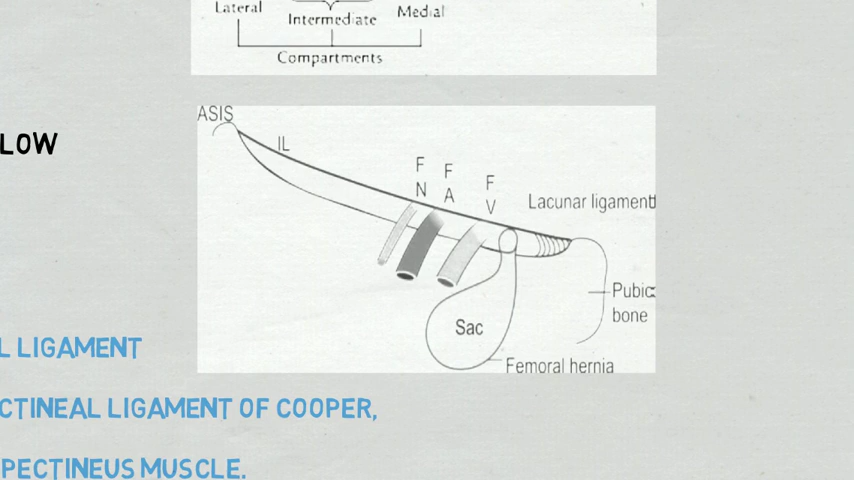 Lateral
Intermediate
Medial
Compartments
LOW
ASIS
IL
F N
F A
F V
Lacunar ligament
Pubic bone
Sac
Femoral hernia
L LIGAMENT
CTINEAL LIGAMENT OF COOPER,
PECTINEUS MUSCLE.